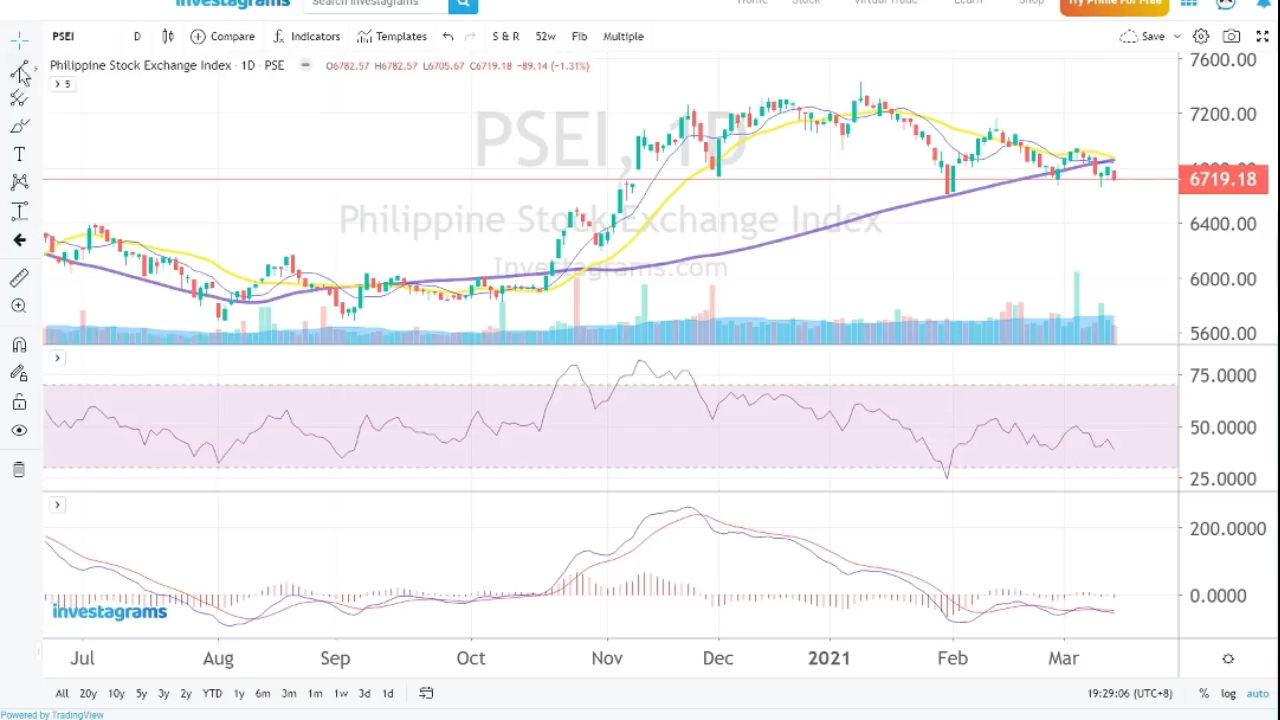 investagrams Search Investagrams Home Stock Virtual Trade Learn Shop Try Prime For Free
PSEI D Compare Indicators Templates S & R 52w Fib Multiple Save
Philippine Stock Exchange Index · 1D · PSE O6782.57 H6782.57 L6705.67 C6719.18 −89.14 (−1.31%)
5
PSEI, 1D
Philippine Stock Exchange Index
Investagrams.com
7600.00
7200.00
6800.00
6719.18
6400.00
6000.00
5600.00
75.0000
50.0000
25.0000
200.0000
0.0000
investagrams
Jul Aug Sep Oct Nov Dec 2021 Feb Mar
All 20y 10y 5y 3y 2y YTD 1y 6m 3m 1m 1w 3d 1d 19:29:06 (UTC+8) % log auto
Powered by TradingView